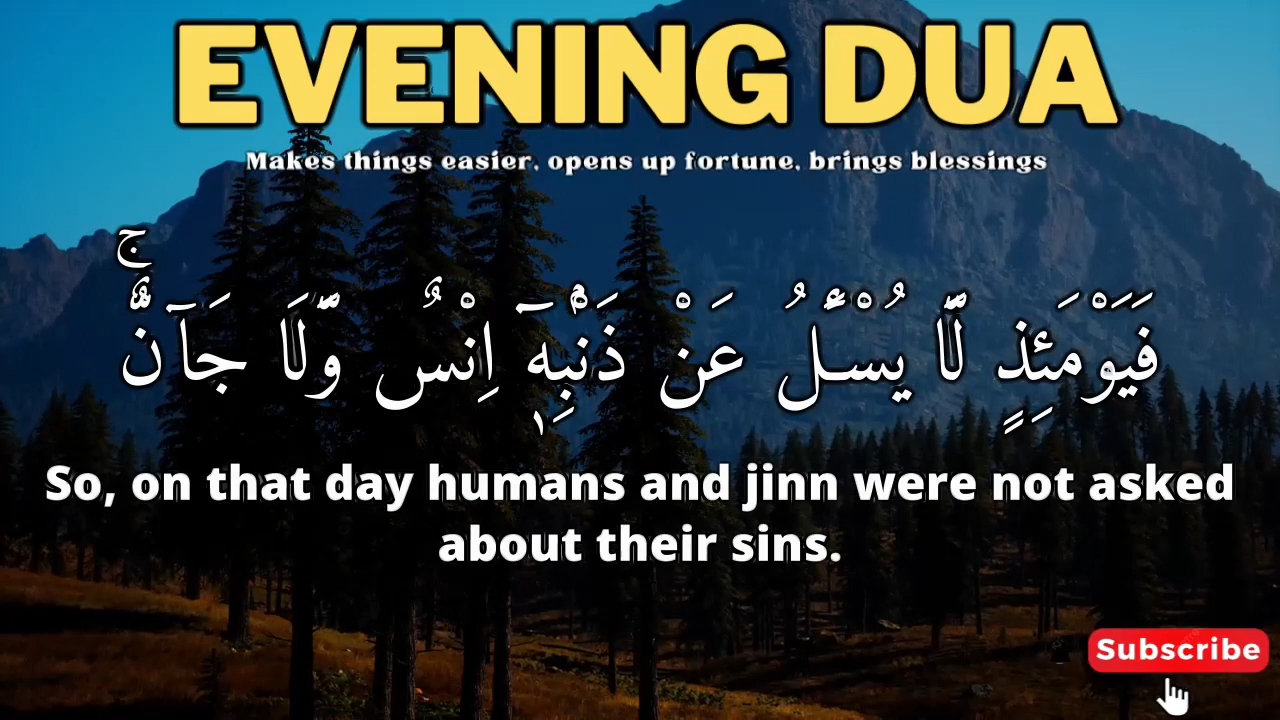 EVENING DUA
Makes things easier, opens up fortune, brings blessings
فَيَوْمَئِذٍ لَّا يُسْـَٔلُ عَنْ ذَنْۢبِهٖٓ اِنْسٌ وَّلَا جَآنٌّۚ
So, on that day humans and jinn were not asked
about their sins.
Subscribe